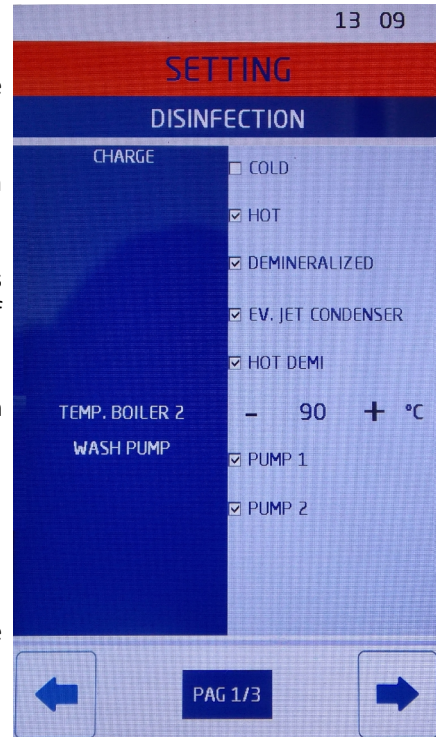 13 09
SETTING
DISINFECTION
CHARGE
COLD
HOT
DEMINERALIZED
EV. JET CONDENSER
HOT DEMI
TEMP. BOILER 2 - 90 + °C
WASH PUMP
PUMP 1
PUMP 2
PAG 1/3